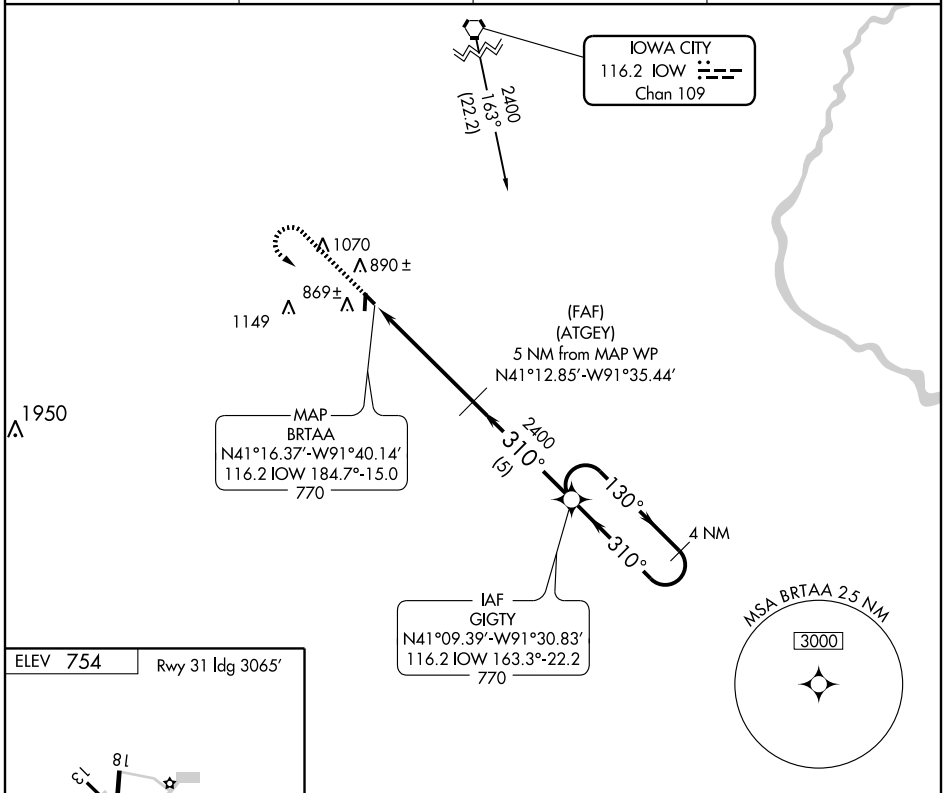 IOWA CITY
116.2 IOW
Chan 109
2400
163°
(22.2)
1070
890 ±
869±
1149
(FAF)
(ATGEY)
5 NM from MAP WP
N41°12.85’-W91°35.44’
1950
MAP
BRTAA
N41°16.37’-W91°40.14’
116.2 IOW 184.7°-15.0
770
2400
310°
(5)
130°
310°
4 NM
IAF
GIGTY
N41°09.39’-W91°30.83’
116.2 IOW 163.3°-22.2
770
MSA BRTAA 25 NM
3000
ELEV 754
Rwy 31 ldg 3065’
18
13